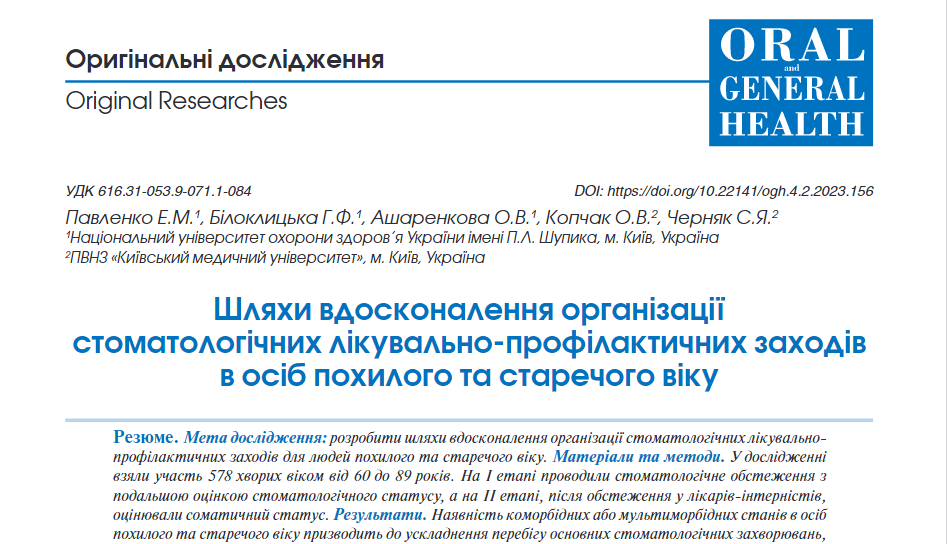 Оригінальні дослідження
Original Researches
ORAL
and
GENERAL
HEALTH
УДК 616.31-053.9-071.1-084
DOI: https://doi.org/10.22141/ogh.4.2.2023.156
Павленко Е.М.¹, Білоклицька Г.Ф.¹, Ашаренкова О.В.¹, Копчак О.В.², Черняк С.Я.²
¹Національний університет охорони здоров’я України імені П.Л. Шупика, м. Київ, Україна
²ПВНЗ «Київський медичний університет», м. Київ, Україна
Шляхи вдосконалення організації
стоматологічних лікувально-профілактичних заходів
в осіб похилого та старечого віку
Резюме. Мета дослідження: розробити шляхи вдосконалення організації стоматологічних лікувально-
профілактичних заходів для людей похилого та старечого віку. Матеріали та методи. У дослідженні
взяли участь 578 хворих віком від 60 до 89 років. На І етапі проводили стоматологічне обстеження з
подальшою оцінкою стоматологічного статусу, а на ІІ етапі, після обстеження у лікарів-інтерністів,
оцінювали соматичний статус. Результати. Наявність коморбідних або мультиморбідних станів в осіб
похилого та старечого віку призводить до ускладнення перебігу основних стоматологічних захворювань,